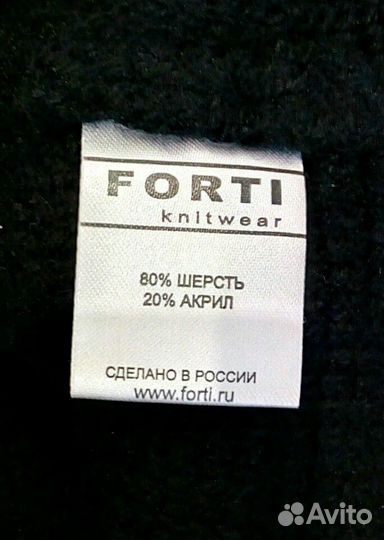 FORTI
knitwear
80% ШЕРСТЬ
20% АКРИЛ
СДЕЛАНО В РОССИИ
www.forti.ru
Avito